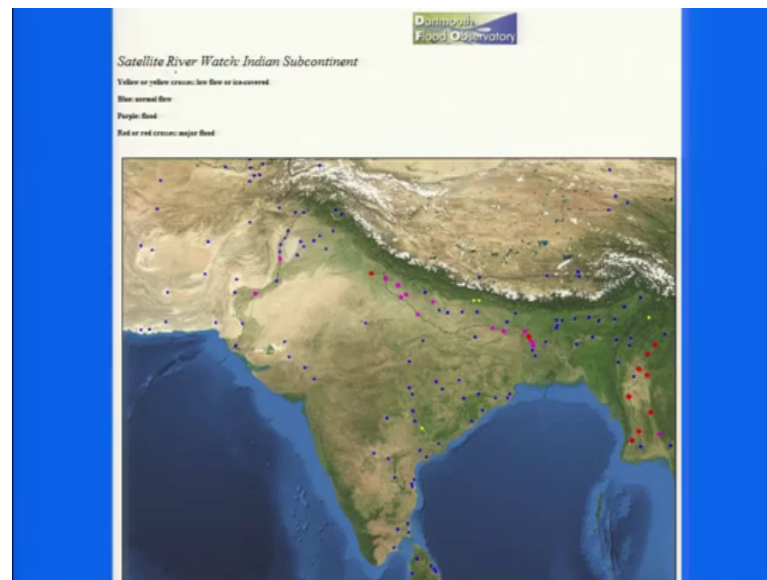 Dartmouth
Flood Observatory
Satellite River Watch: Indian Subcontinent
Yellow or yellow crosses: low flow or ice-covered
Blue: normal flow
Purple: flood
Red or red crosses: major flood